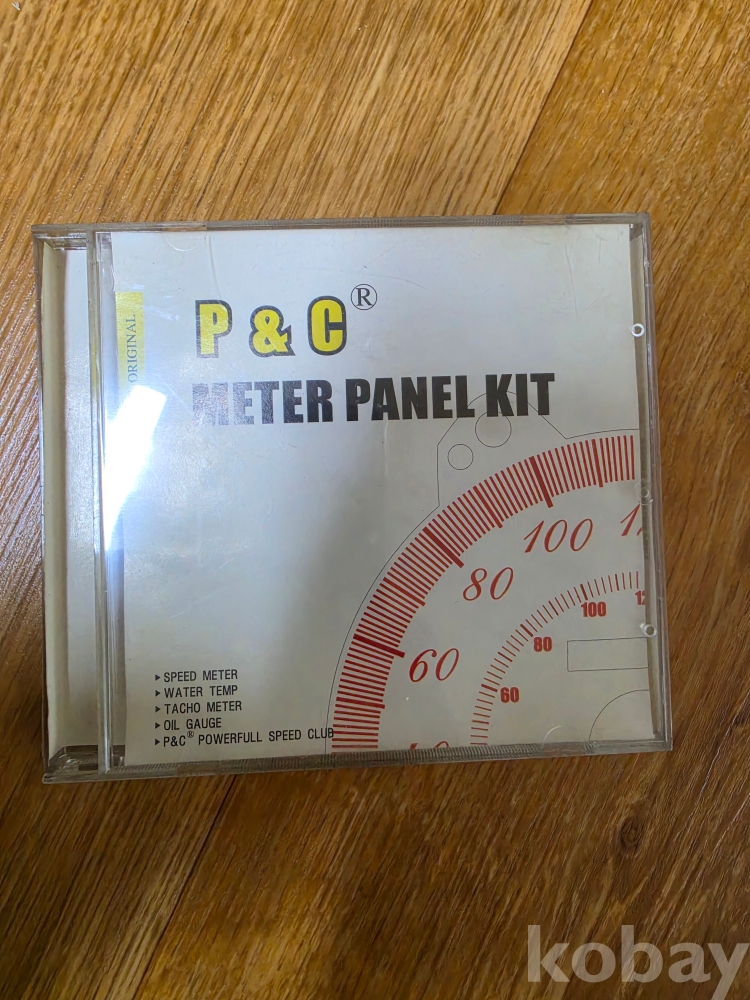 ORIGINAL
P & C®
METER PANEL KIT
100
80
60
100
12
80
60
▶SPEED METER
▶WATER TEMP
▶TACHO METER
▶OIL GAUGE
▶P&C® POWERFULL SPEED CLUB
kobay